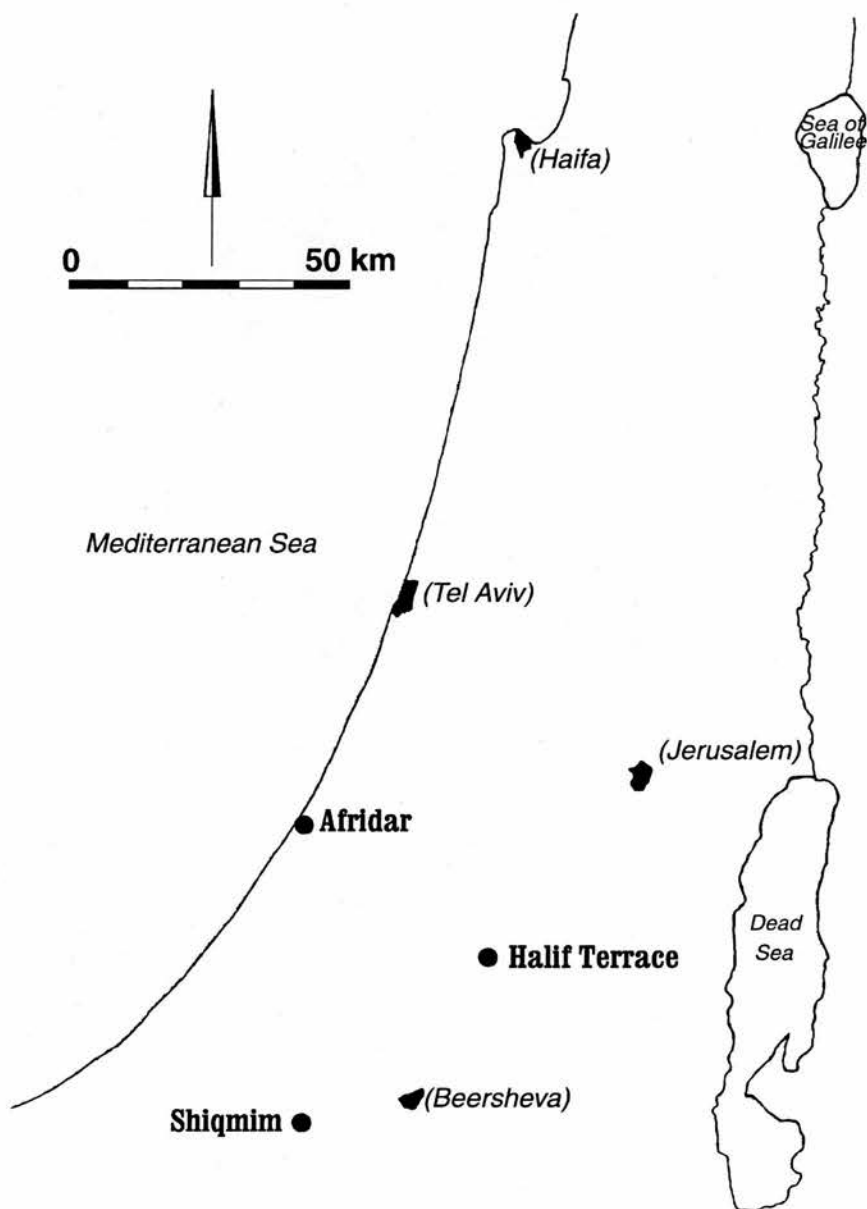 Sea of
Galilee
(Haifa)
0 50 km
Mediterranean Sea
(Tel Aviv)
(Jerusalem)
Afridar
Dead
Sea
Halif Terrace
(Beersheva)
Shiqmim